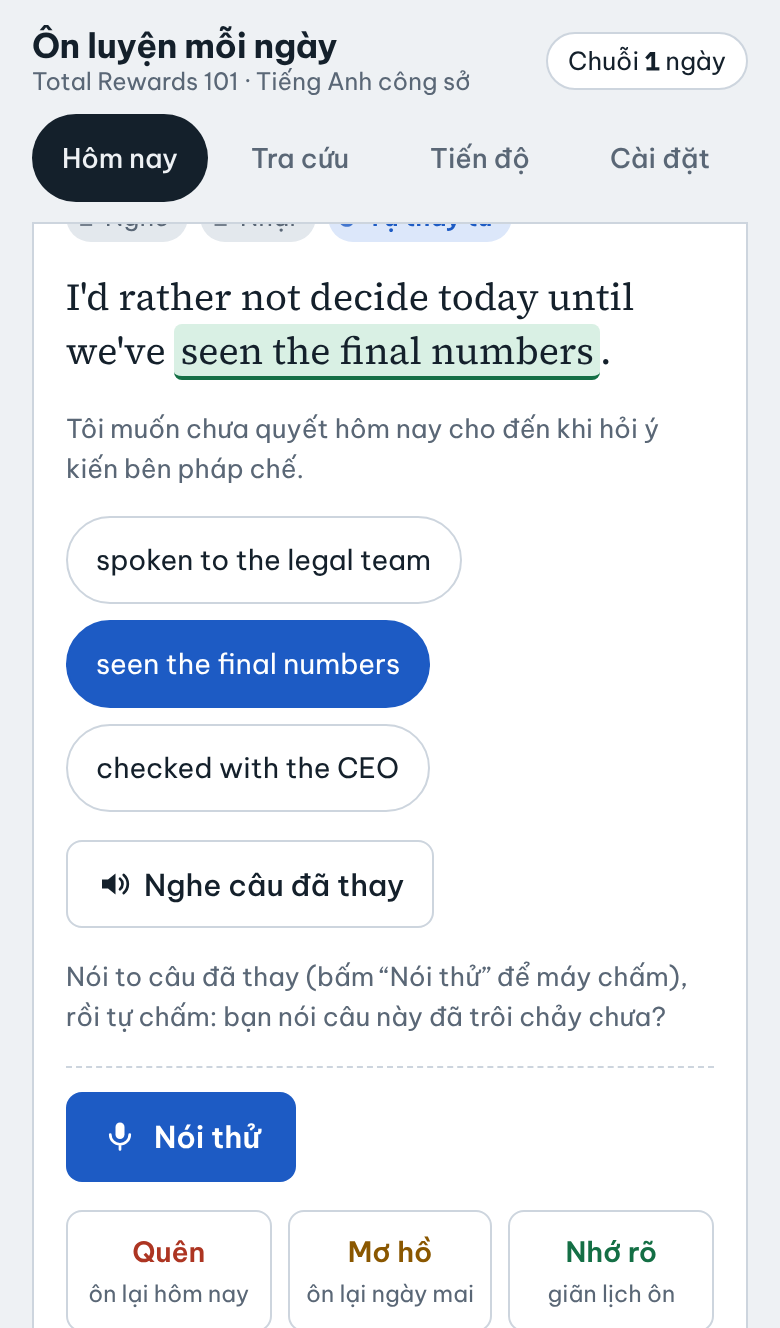 Ôn luyện mỗi ngày
Total Rewards 101 · Tiếng Anh công sở
Chuỗi 1 ngày
Hôm nay
Tra cứu
Tiến độ
Cài đặt
I'd rather not decide today until
we've seen the final numbers.
Tôi muốn chưa quyết hôm nay cho đến khi hỏi ý
kiến bên pháp chế.
spoken to the legal team
seen the final numbers
checked with the CEO
Nghe câu đã thay
Nói to câu đã thay (bấm “Nói thử” để máy chấm),
rồi tự chấm: bạn nói câu này đã trôi chảy chưa?
Nói thử
Quên
ôn lại hôm nay
Mơ hồ
ôn lại ngày mai
Nhớ rõ
giãn lịch ôn